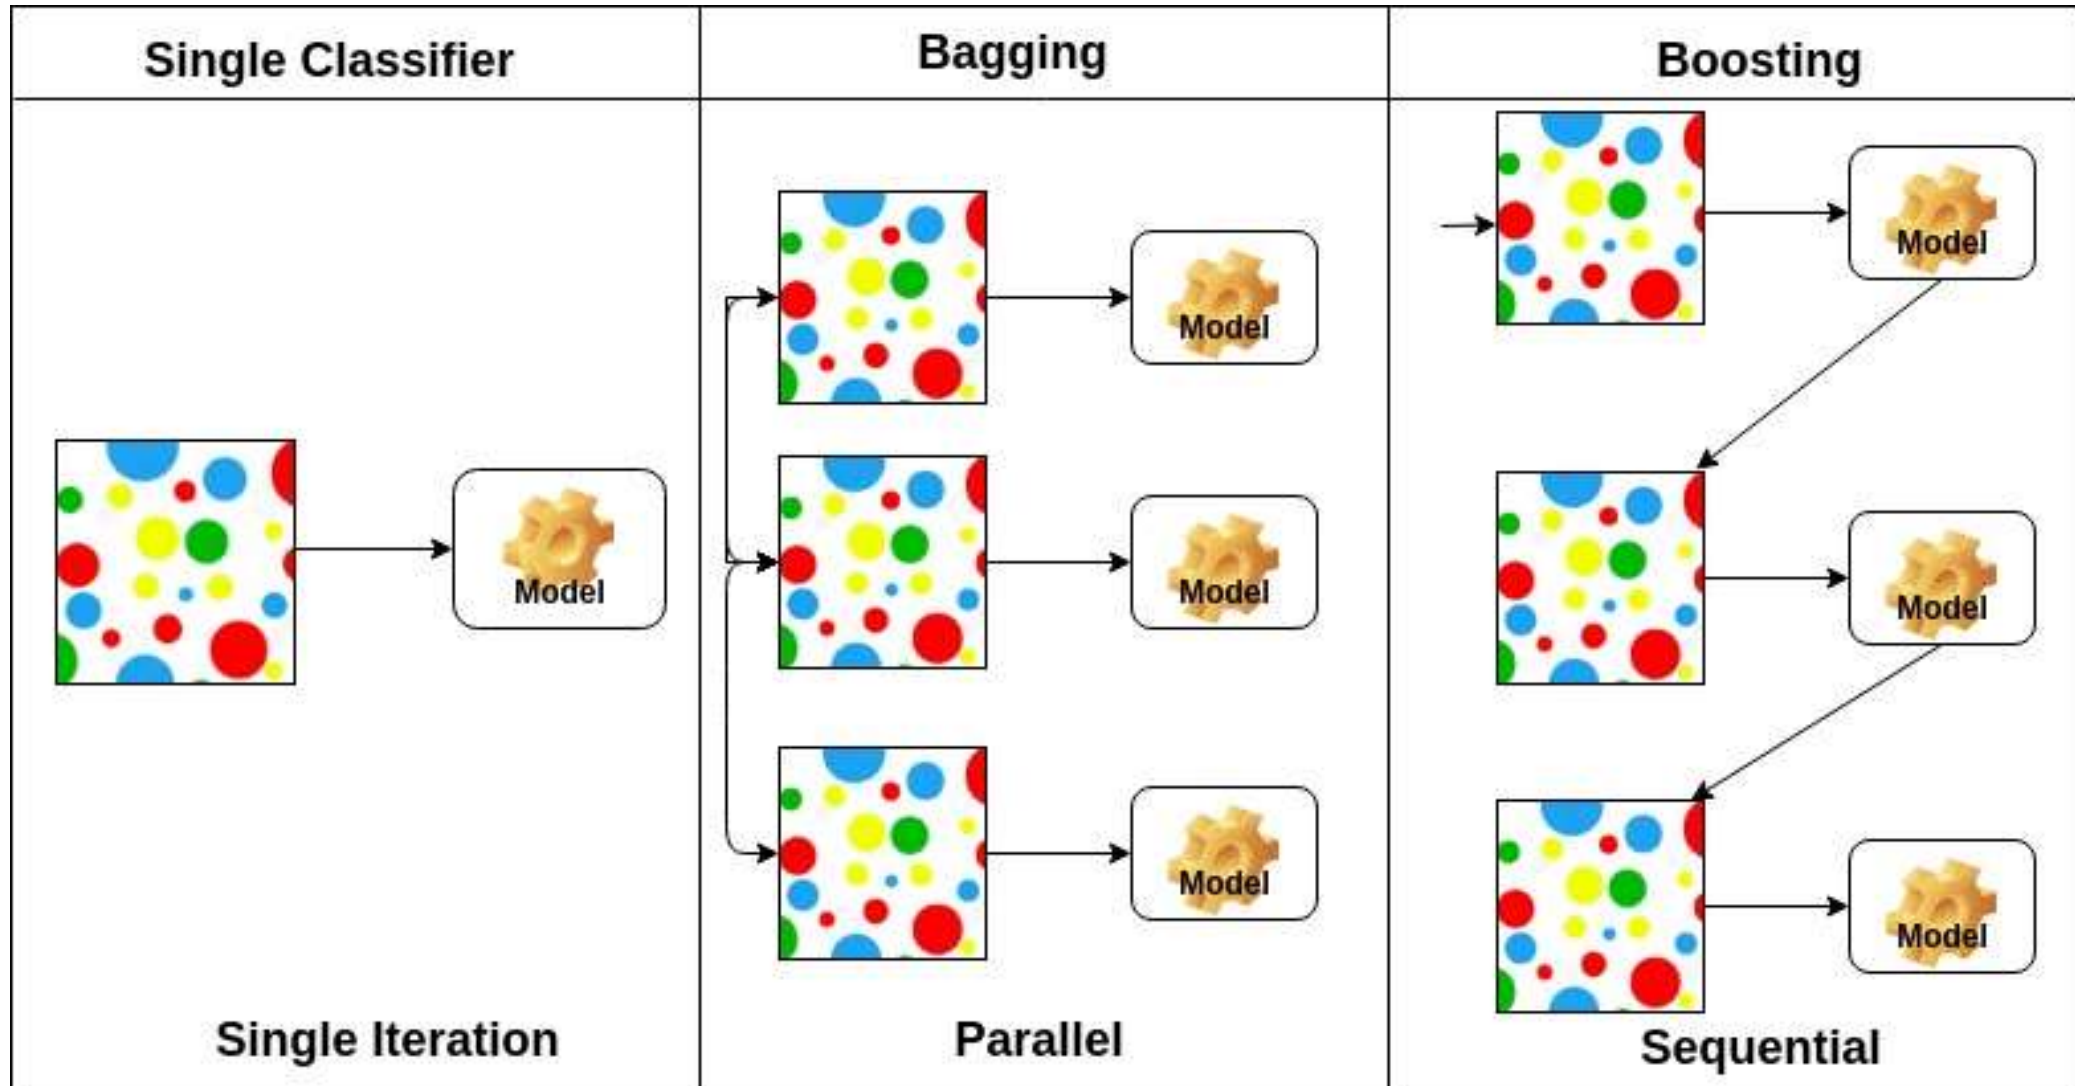 Single Classifier
Bagging
Boosting
Model
Model
Model
Model
Model
Model
Model
Single Iteration
Parallel
Sequential